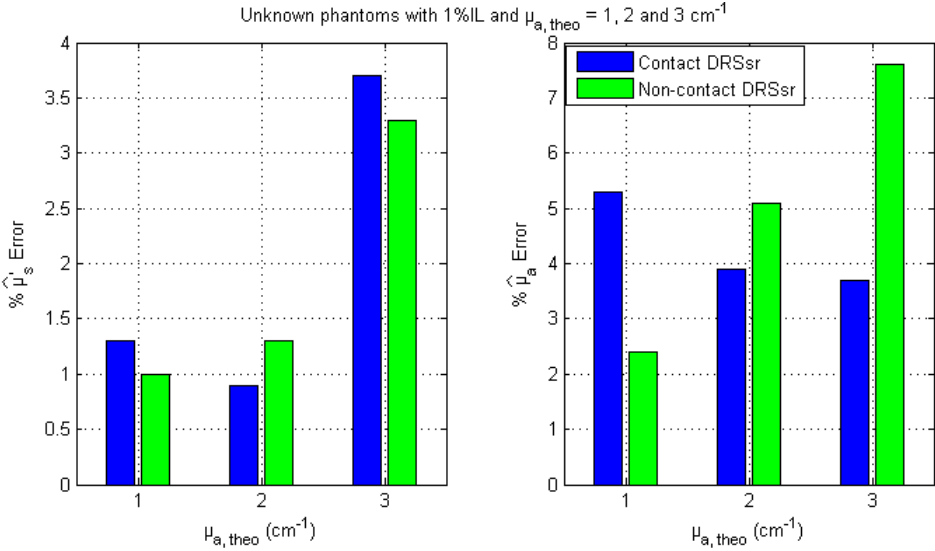 Unknown phantoms with 1%IL and μa, theo = 1, 2 and 3 cm-1
4
3.5
3
2.5
2
1.5
1
0.5
0
% μ̂'s Error
1 2 3
μa, theo (cm-1)
8
7
6
5
4
3
2
1
0
% μ̂a Error
Contact DRSsr
Non-contact DRSsr
1 2 3
μa, theo (cm-1)